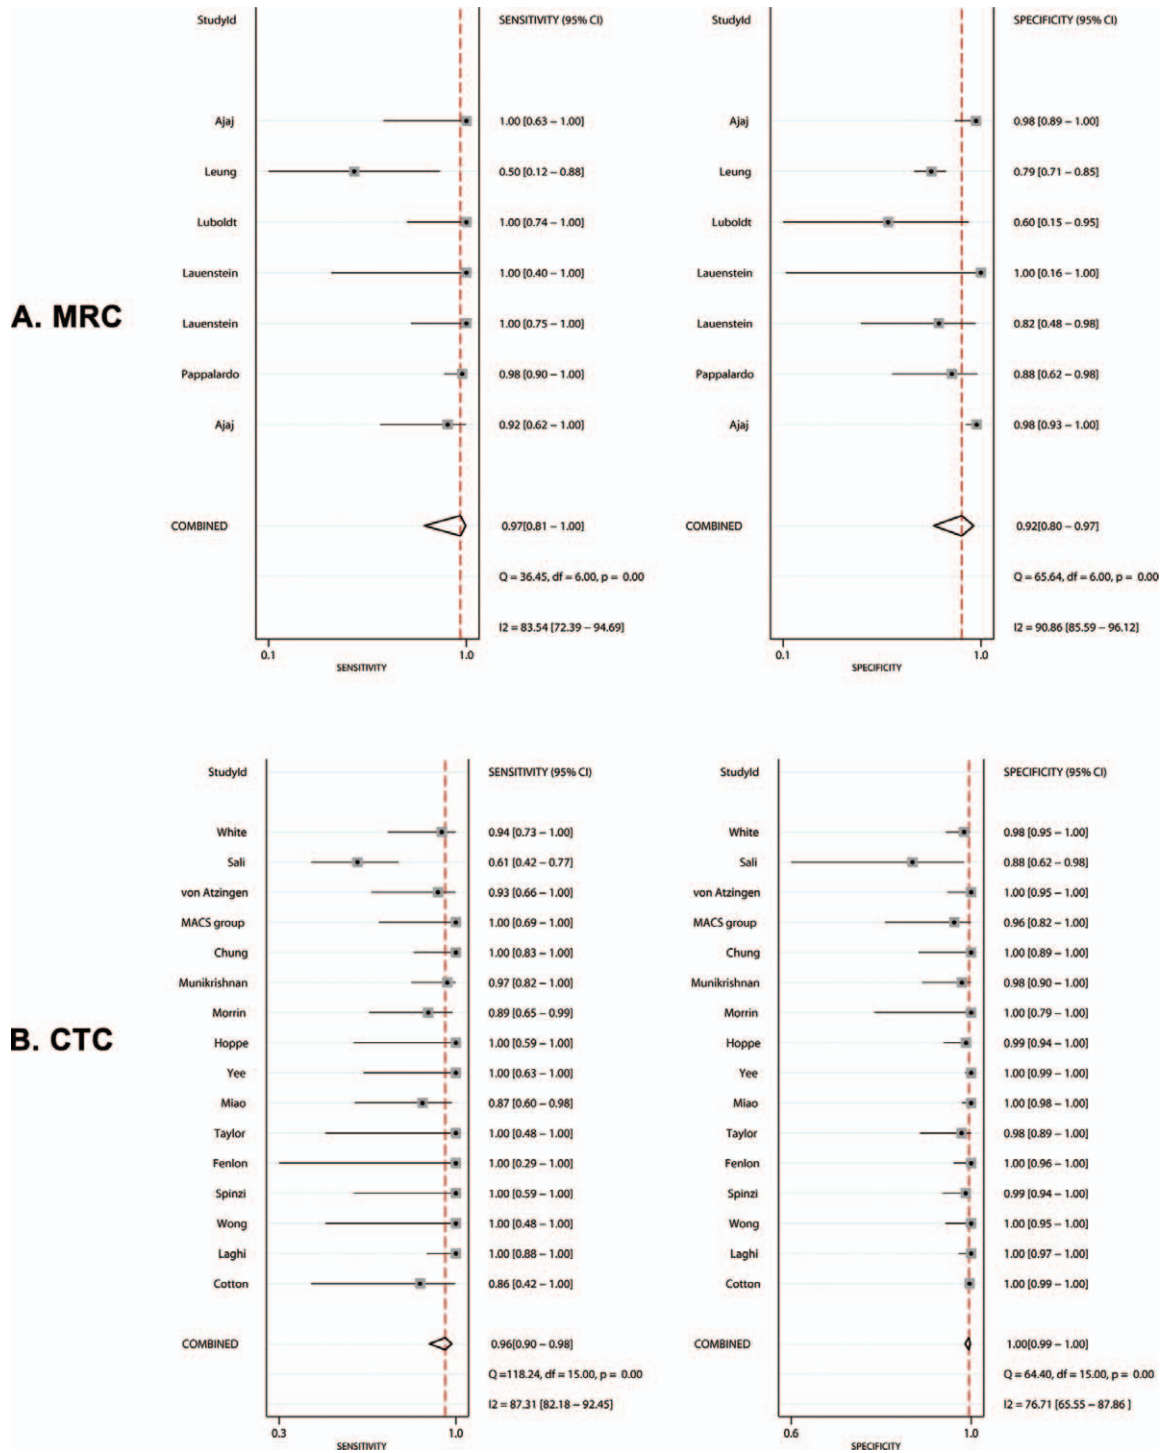 StudyId SENSITIVITY (95% CI) StudyId SPECIFICITY (95% CI)
Ajaj 1.00 [0.63 – 1.00] Ajaj 0.98 [0.89 – 1.00]
Leung 0.50 [0.12 – 0.88] Leung 0.79 [0.71 – 0.85]
Luboldt 1.00 [0.74 – 1.00] Luboldt 0.60 [0.15 – 0.95]
Lauenstein 1.00 [0.40 – 1.00] Lauenstein 1.00 [0.16 – 1.00]
A. MRC
Lauenstein 1.00 [0.75 – 1.00] Lauenstein 0.82 [0.48 – 0.98]
Pappalardo 0.98 [0.90 – 1.00] Pappalardo 0.88 [0.62 – 0.98]
Ajaj 0.92 [0.62 – 1.00] Ajaj 0.98 [0.93 – 1.00]
COMBINED 0.97[0.81 – 1.00] COMBINED 0.92[0.80 – 0.97]
Q = 36.45, df = 6.00, p = 0.00 Q = 65.64, df = 6.00, p = 0.00
I2 = 83.54 [72.39 – 94.69] I2 = 90.86 [85.59 – 96.12]
0.1 1.0 0.1 1.0
SENSITIVITY SPECIFICITY
StudyId SENSITIVITY (95% CI) StudyId SPECIFICITY (95% CI)
White 0.94 [0.73 – 1.00] White 0.98 [0.95 – 1.00]
Sali 0.61 [0.42 – 0.77] Sali 0.88 [0.62 – 0.98]
von Atzingen 0.93 [0.66 – 1.00] von Atzingen 1.00 [0.95 – 1.00]
MACS group 1.00 [0.69 – 1.00] MACS group 0.96 [0.82 – 1.00]
Chung 1.00 [0.83 – 1.00] Chung 1.00 [0.89 – 1.00]
Munikrishnan 0.97 [0.82 – 1.00] Munikrishnan 0.98 [0.90 – 1.00]
Morrin 0.89 [0.65 – 0.99] Morrin 1.00 [0.79 – 1.00]
B. CTC
Hoppe 1.00 [0.59 – 1.00] Hoppe 0.99 [0.94 – 1.00]
Yee 1.00 [0.63 – 1.00] Yee 1.00 [0.99 – 1.00]
Miao 0.87 [0.60 – 0.98] Miao 1.00 [0.98 – 1.00]
Taylor 1.00 [0.48 – 1.00] Taylor 0.98 [0.89 – 1.00]
Fenlon 1.00 [0.29 – 1.00] Fenlon 1.00 [0.96 – 1.00]
Spinzi 1.00 [0.59 – 1.00] Spinzi 0.99 [0.94 – 1.00]
Wong 1.00 [0.48 – 1.00] Wong 1.00 [0.95 – 1.00]
Laghi 1.00 [0.88 – 1.00] Laghi 1.00 [0.97 – 1.00]
Cotton 0.86 [0.42 – 1.00] Cotton 1.00 [0.99 – 1.00]
COMBINED 0.96[0.90 – 0.98] COMBINED 1.00[0.99 – 1.00]
Q =118.24, df = 15.00, p = 0.00 Q = 64.40, df = 15.00, p = 0.00
I2 = 87.31 [82.18 – 92.45] I2 = 76.71 [65.55 – 87.86 ]
0.3 1.0 0.6 1.0
SENSITIVITY SPECIFICITY